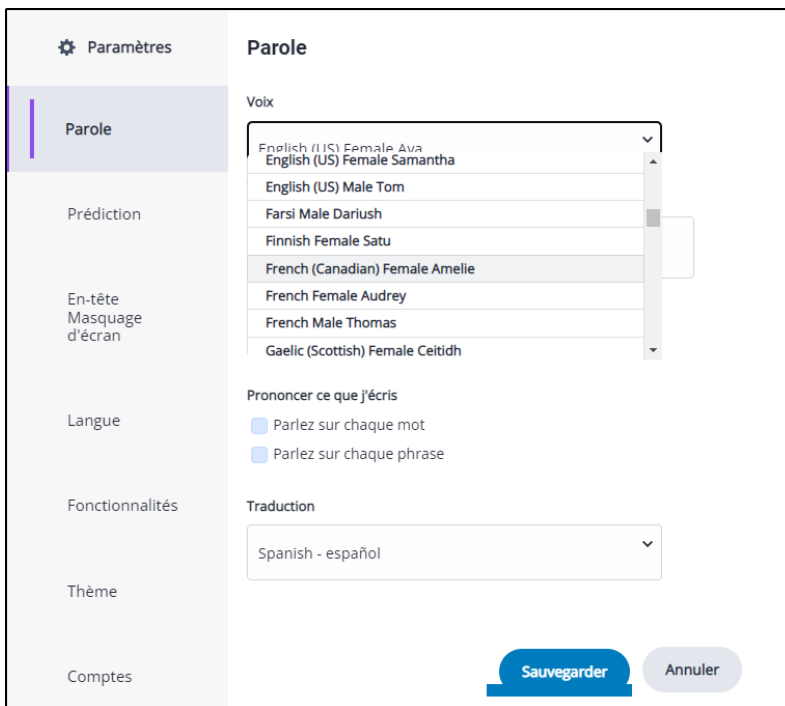 Paramètres
Parole
Prédiction
En-tête
Masquage
d'écran
Langue
Fonctionnalités
Thème
Comptes
Parole
Voix
English (US) Female Ava
English (US) Female Samantha
English (US) Male Tom
Farsi Male Dariush
Finnish Female Satu
French (Canadian) Female Amelie
French Female Audrey
French Male Thomas
Gaelic (Scottish) Female Ceitidh
Prononcer ce que j'écris
Parlez sur chaque mot
Parlez sur chaque phrase
Traduction
Spanish - español
Sauvegarder
Annuler